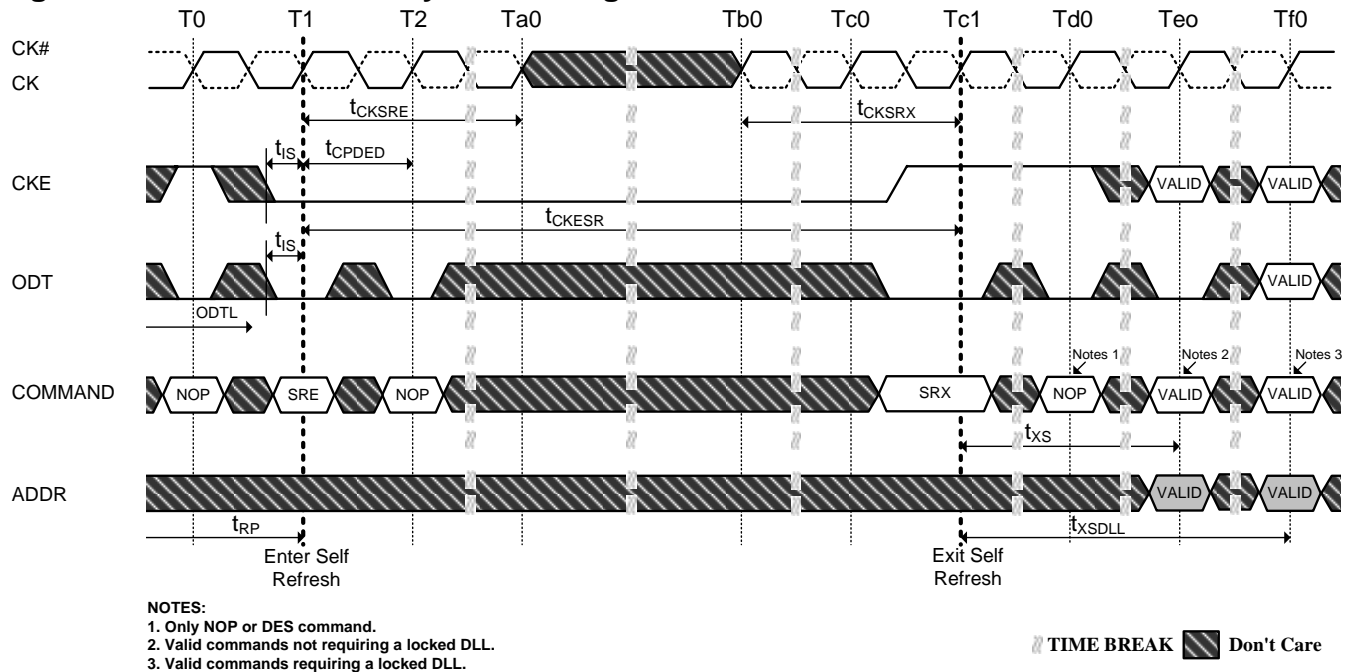 T0 T1 T2 Ta0 Tb0 Tc0 Tc1 Td0 Teo Tf0
CK#
CK
tCKSRE tCKSRX
tIS tCPDED
CKE VALID VALID
tCKESR
tIS
ODT VALID
ODTL
Notes 1 Notes 2 Notes 3
COMMAND NOP SRE NOP SRX NOP VALID VALID
tXS
ADDR VALID VALID
tRP tXSDLL
Enter Self
Refresh
Exit Self
Refresh
NOTES:
1. Only NOP or DES command.
2. Valid commands not requiring a locked DLL.
3. Valid commands requiring a locked DLL.
TIME BREAK Don't Care